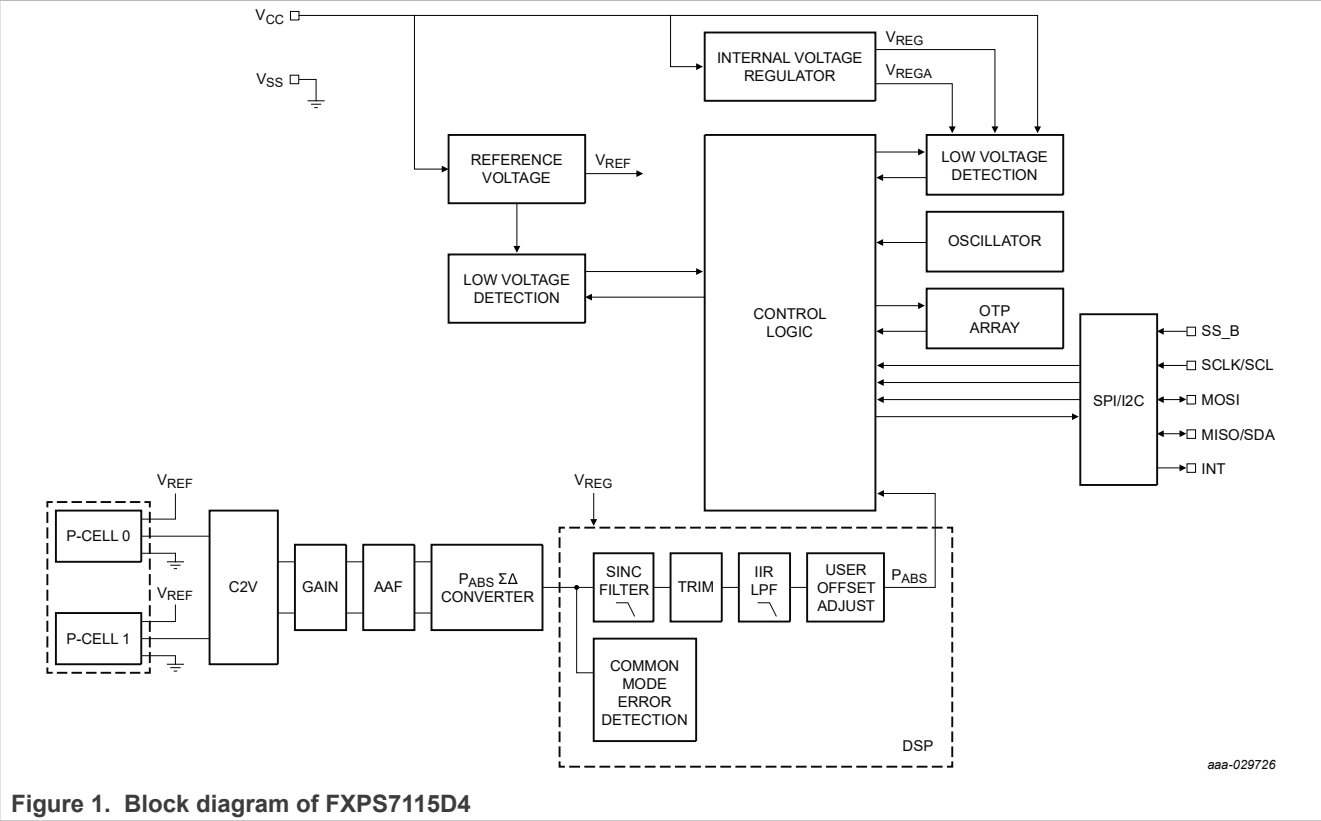 VCC
VSS
INTERNAL VOLTAGE
REGULATOR
VREG
VREGA
REFERENCE
VOLTAGE
VREF
LOW VOLTAGE
DETECTION
LOW VOLTAGE
DETECTION
OSCILLATOR
OTP
ARRAY
CONTROL
LOGIC
SPI/I2C
SS_B
SCLK/SCL
MOSI
MISO/SDA
INT
VREF
P-CELL 0
VREF
P-CELL 1
C2V
GAIN
AAF
PABS ΣΔ
CONVERTER
VREG
SINC
FILTER
TRIM
IIR
LPF
USER
OFFSET
ADJUST
PABS
COMMON
MODE
ERROR
DETECTION
DSP
aaa-029726
Figure 1. Block diagram of FXPS7115D4